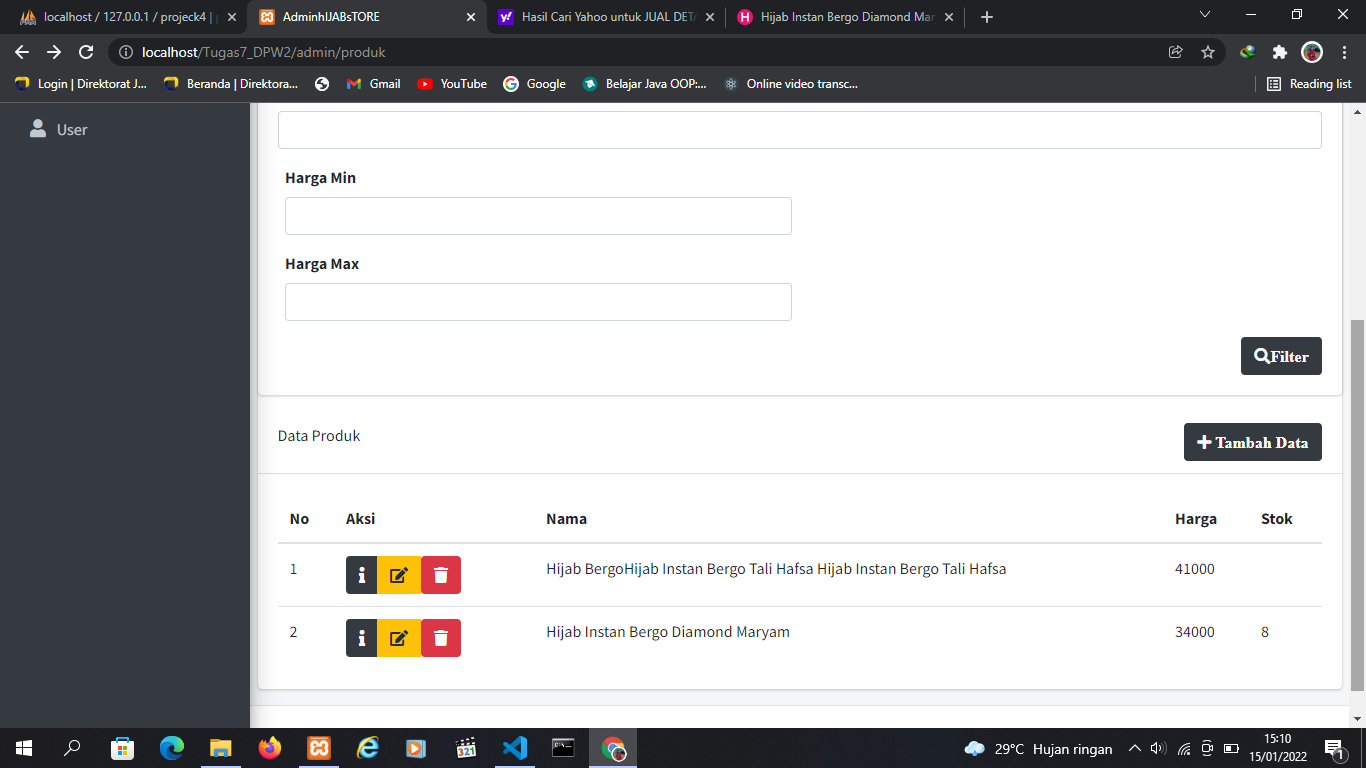 localhost / 127.0.0.1 / projeck4 |
AdminhIJABsTORE
Hasil Cari Yahoo untuk JUAL DETA
Hijab Instan Bergo Diamond Mar
localhost/Tugas7_DPW2/admin/produk
Login | Direktorat J...
Beranda | Direktora...
Gmail
YouTube
Google
Belajar Java OOP:...
Online video transc...
Reading list
User
Harga Min
Harga Max
Filter
Data Produk
Tambah Data
No Aksi Nama Harga Stok
1 Hijab BergoHijab Instan Bergo Tali Hafsa Hijab Instan Bergo Tali Hafsa 41000
2 Hijab Instan Bergo Diamond Maryam 34000 8
29°C Hujan ringan
15:10
15/01/2022
1